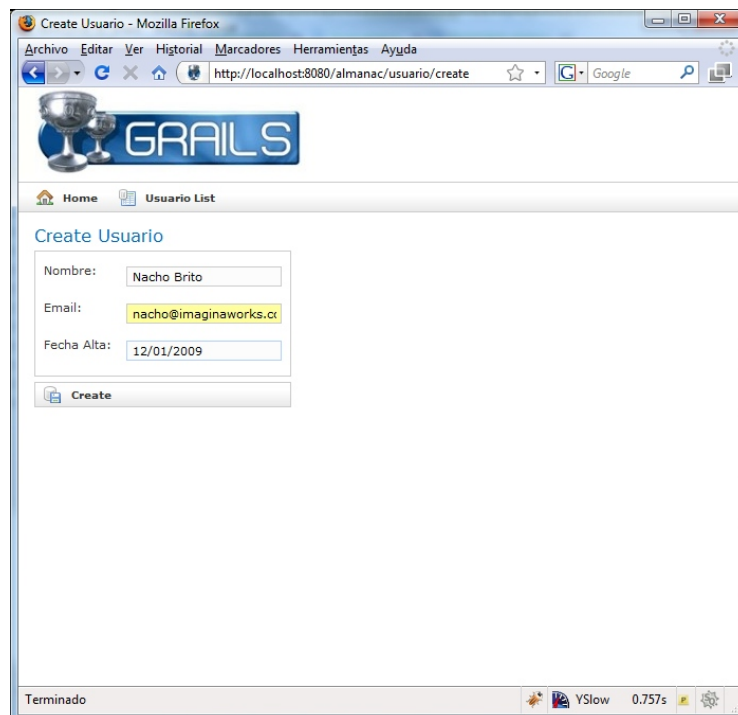 Create Usuario - Mozilla Firefox
Archivo Editar Ver Historial Marcadores Herramientas Ayuda
http://localhost:8080/almanac/usuario/create
G Google
GRAILS
Home Usuario List
Create Usuario
Nombre: Nacho Brito
Email: nacho@imaginaworks.cc
Fecha Alta: 12/01/2009
Create
Terminado YSlow 0.757s